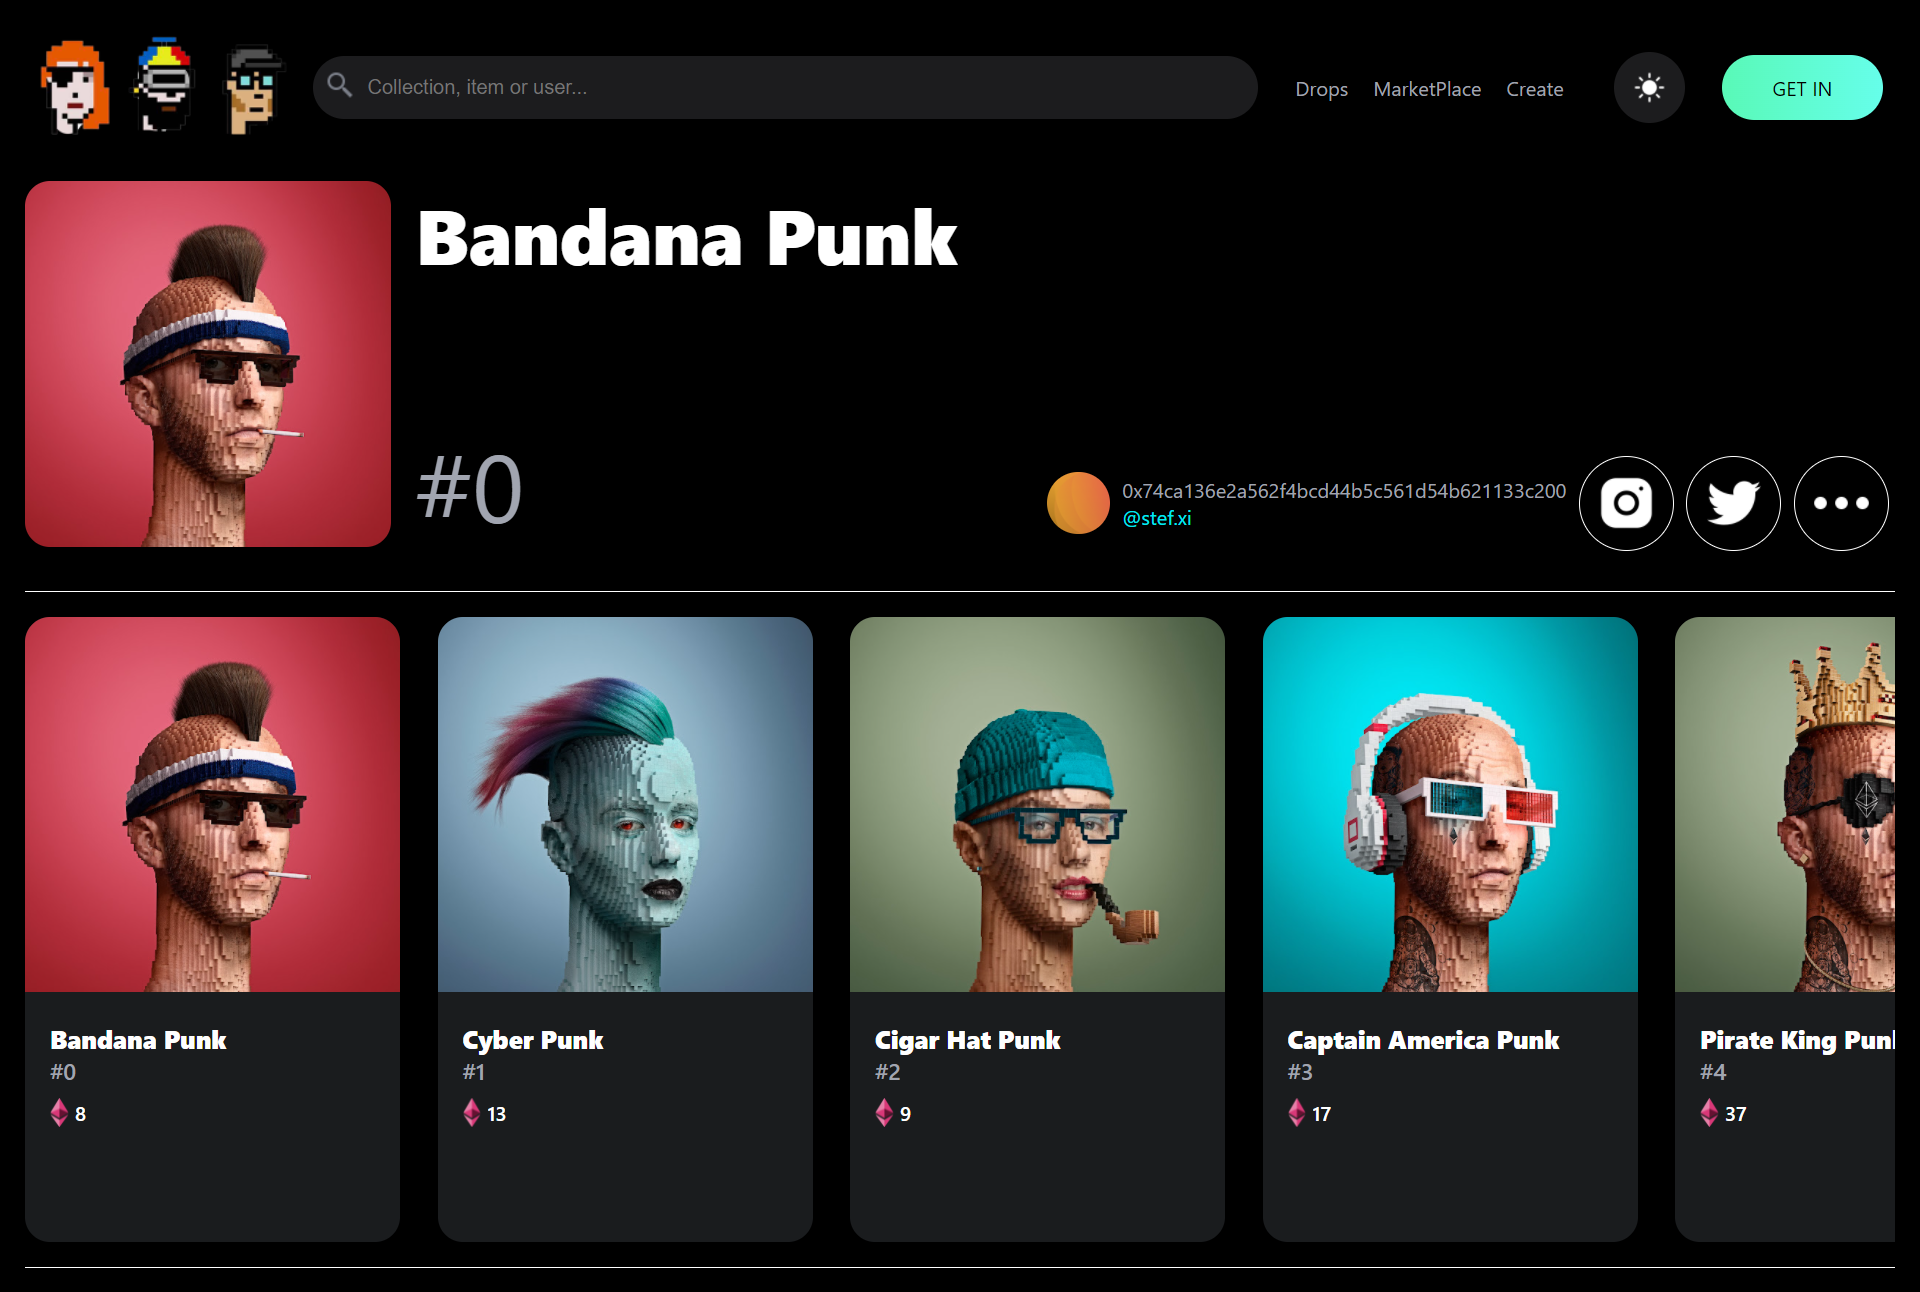 Collection, item or user...
Drops
MarketPlace
Create
GET IN
Bandana Punk
#0
0x74ca136e2a562f4bcd44b5c561d54b621133c200
@stef.xi
Bandana Punk
#0
8
Cyber Punk
#1
13
Cigar Hat Punk
#2
9
Captain America Punk
#3
17
Pirate King Punk
#4
37